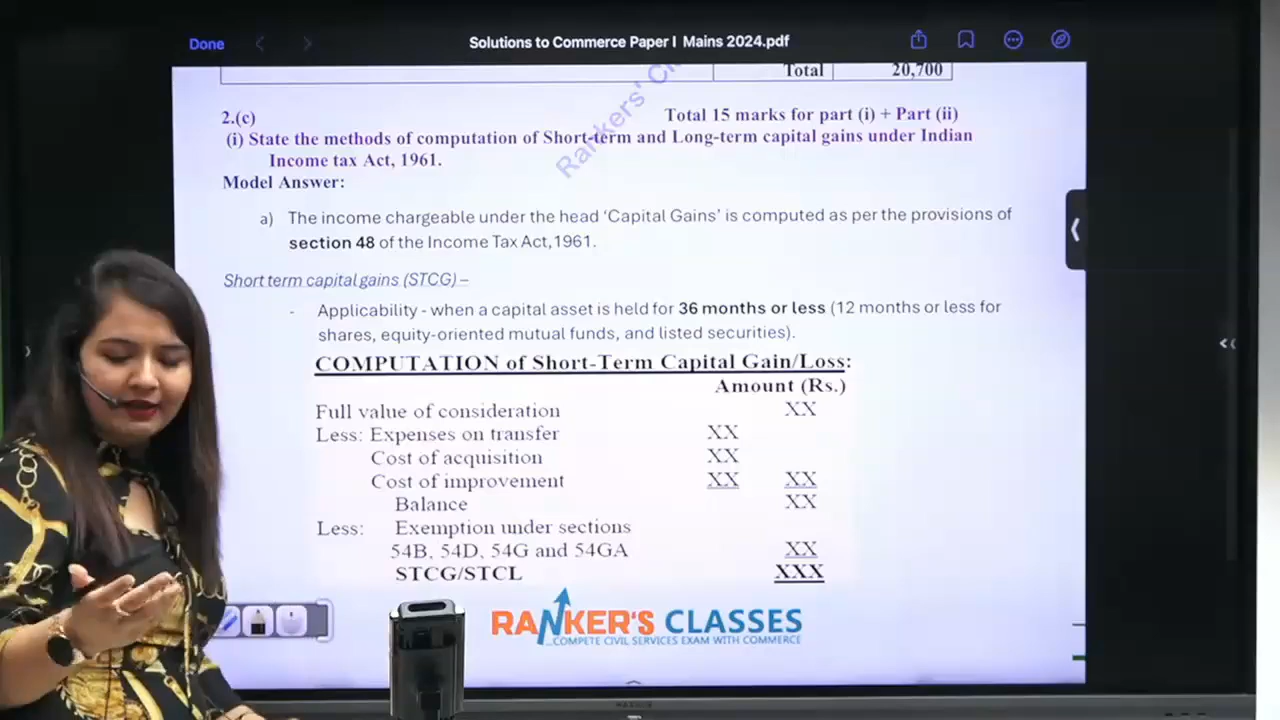 Done
Solutions to Commerce Paper I Mains 2024.pdf
Total 20,700
2.(c) Total 15 marks for part (i) + Part (ii)
(i) State the methods of computation of Short-term and Long-term capital gains under Indian
Income tax Act, 1961.
Model Answer:
a) The income chargeable under the head ‘Capital Gains’ is computed as per the provisions of
section 48 of the Income Tax Act,1961.
Short term capital gains (STCG) –
- Applicability - when a capital asset is held for 36 months or less (12 months or less for
shares, equity-oriented mutual funds, and listed securities).
COMPUTATION of Short-Term Capital Gain/Loss:
Amount (Rs.)
Full value of consideration XX
Less: Expenses on transfer XX
Cost of acquisition XX
Cost of improvement XX XX
Balance XX
Less: Exemption under sections
54B, 54D, 54G and 54GA XX
STCG/STCL XXX
RANKER'S CLASSES
...COMPETE CIVIL SERVICES EXAM WITH COMMERCE
Rankers'